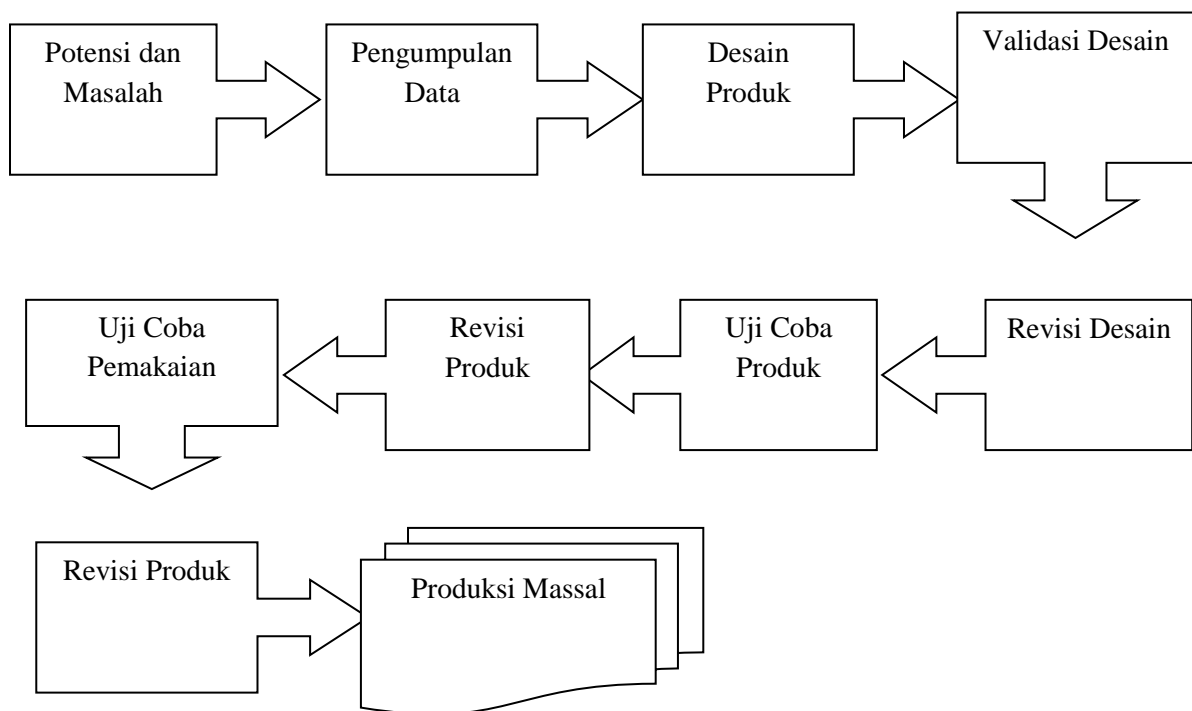 Potensi dan
Masalah
Pengumpulan
Data
Desain
Produk
Validasi Desain
Revisi Desain
Uji Coba
Produk
Revisi
Produk
Uji Coba
Pemakaian
Revisi Produk
Produksi Massal